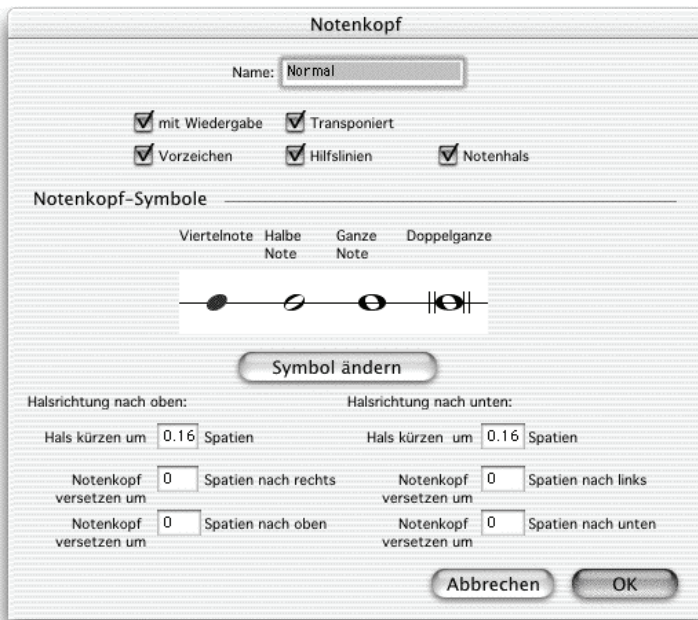 Notenkopf
Name: Normal
mit Wiedergabe Transponiert
Vorzeichen Hilfslinien Notenhals
Notenkopf-Symbole
Viertelnote Halbe Note Ganze Note Doppelganze
Symbol ändern
Halsrichtung nach oben: Halsrichtung nach unten:
Hals kürzen um 0.16 Spatien Hals kürzen um 0.16 Spatien
Notenkopf versetzen um 0 Spatien nach rechts Notenkopf versetzen um 0 Spatien nach links
Notenkopf versetzen um 0 Spatien nach oben Notenkopf versetzen um 0 Spatien nach unten
Abbrechen OK